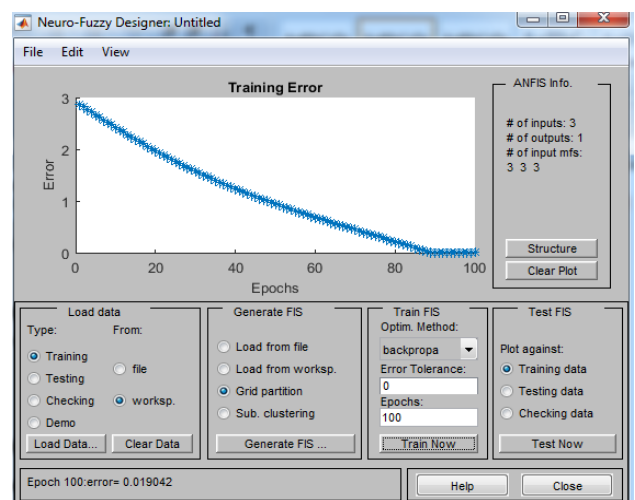 Neuro-Fuzzy Designer: Untitled
File Edit View
Training Error
3
2
1
0
Error
0 20 40 60 80 100
Epochs
ANFIS Info.
# of inputs: 3
# of outputs: 1
# of input mfs:
3 3 3
Structure
Clear Plot
Load data
Type: From:
Training
Testing
Checking
Demo
file
worksp.
Load Data... Clear Data
Generate FIS
Load from file
Load from worksp.
Grid partition
Sub. clustering
Generate FIS ...
Train FIS
Optim. Method:
backpropa
Error Tolerance:
0
Epochs:
100
Train Now
Test FIS
Plot against:
Training data
Testing data
Checking data
Test Now
Epoch 100:error= 0.019042
Help Close